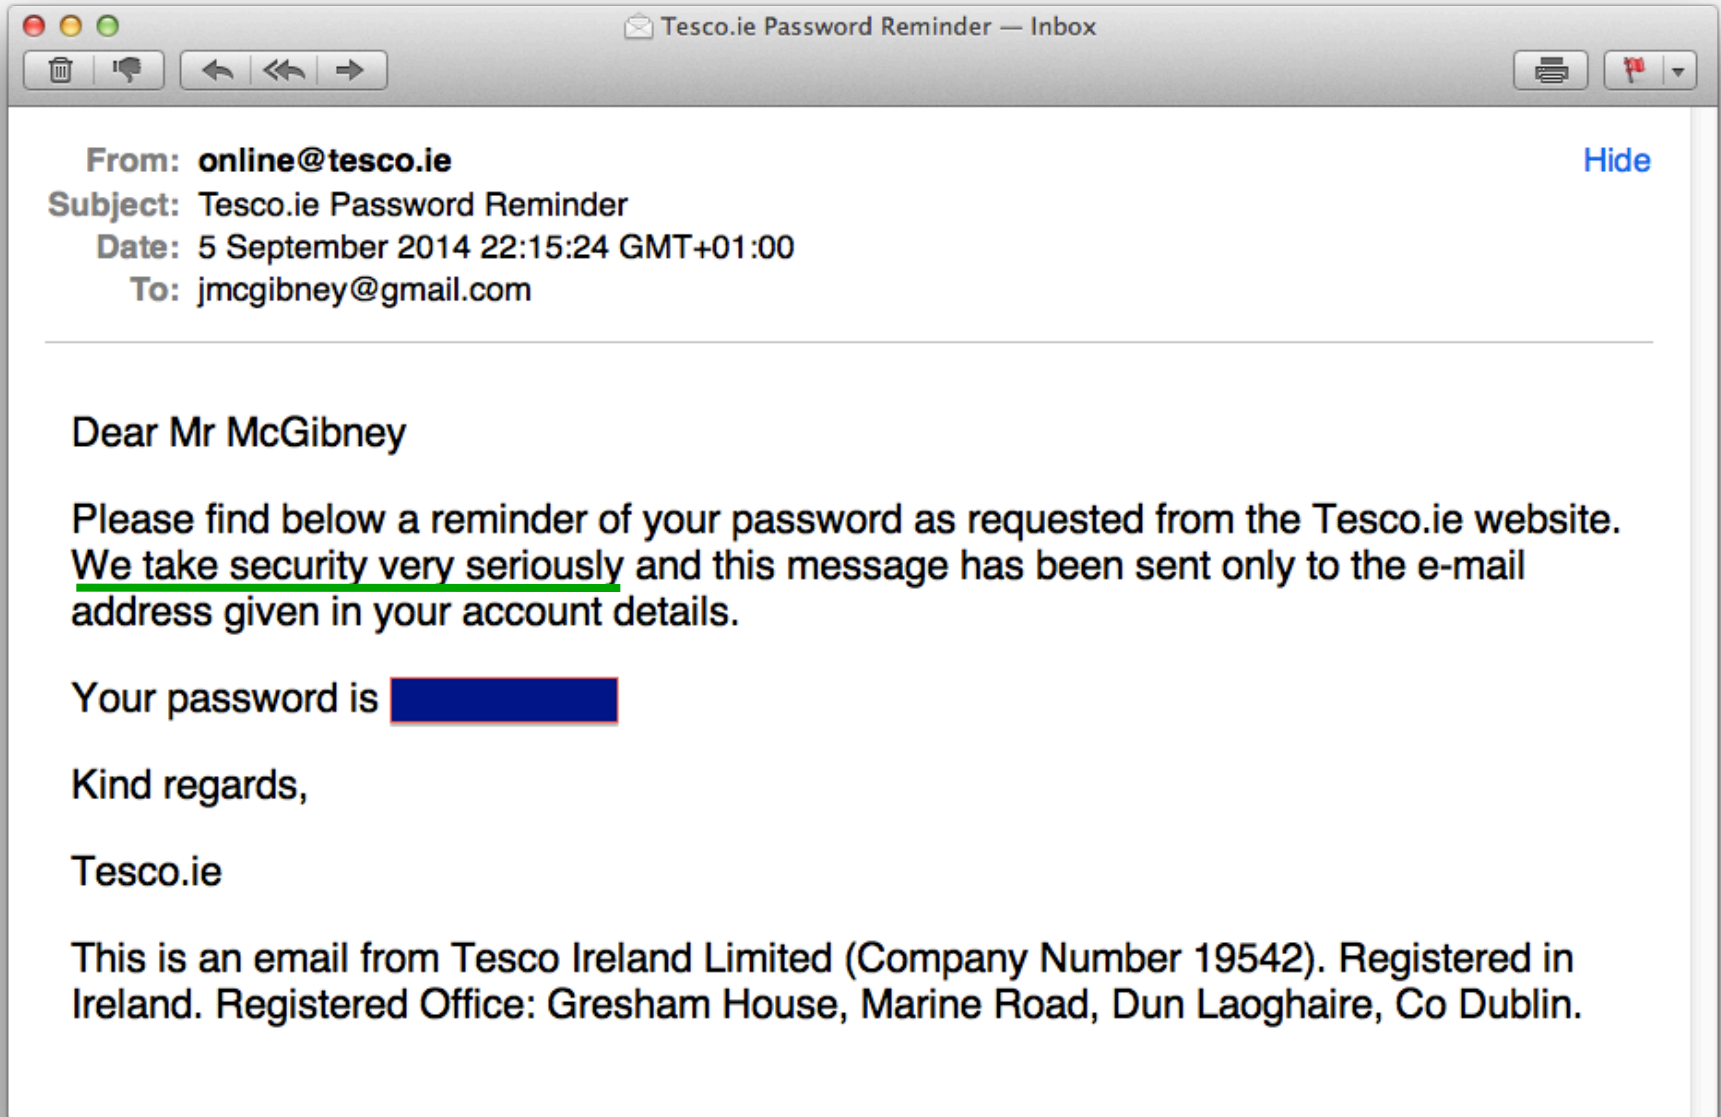 Tesco.ie Password Reminder — Inbox
From: online@tesco.ie
Hide
Subject: Tesco.ie Password Reminder
Date: 5 September 2014 22:15:24 GMT+01:00
To: jmcgibney@gmail.com
Dear Mr McGibney
Please find below a reminder of your password as requested from the Tesco.ie website.
We take security very seriously and this message has been sent only to the e-mail
address given in your account details.
Your password is
Kind regards,
Tesco.ie
This is an email from Tesco Ireland Limited (Company Number 19542). Registered in
Ireland. Registered Office: Gresham House, Marine Road, Dun Laoghaire, Co Dublin.